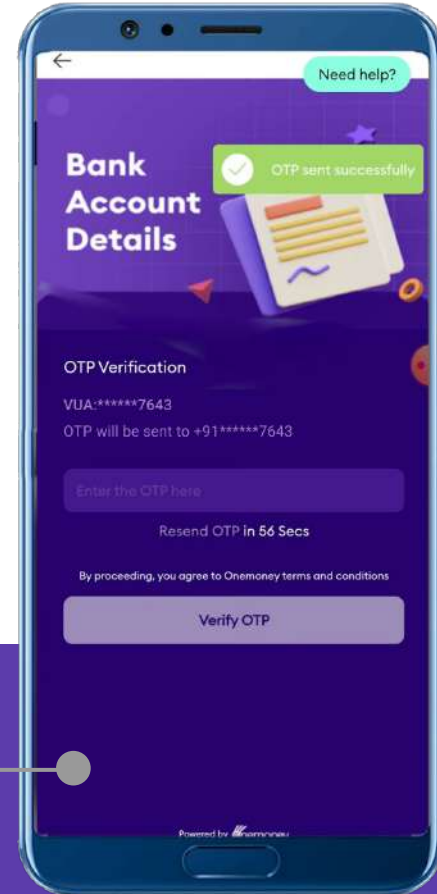 Need help?
Bank
Account
Details
OTP sent successfully
OTP Verification
VUA:******7643
OTP will be sent to +91******7643
Enter the OTP here
Resend OTP in 56 Secs
By proceeding, you agree to Onemoney terms and conditions
Verify OTP
Powered by Onemoney